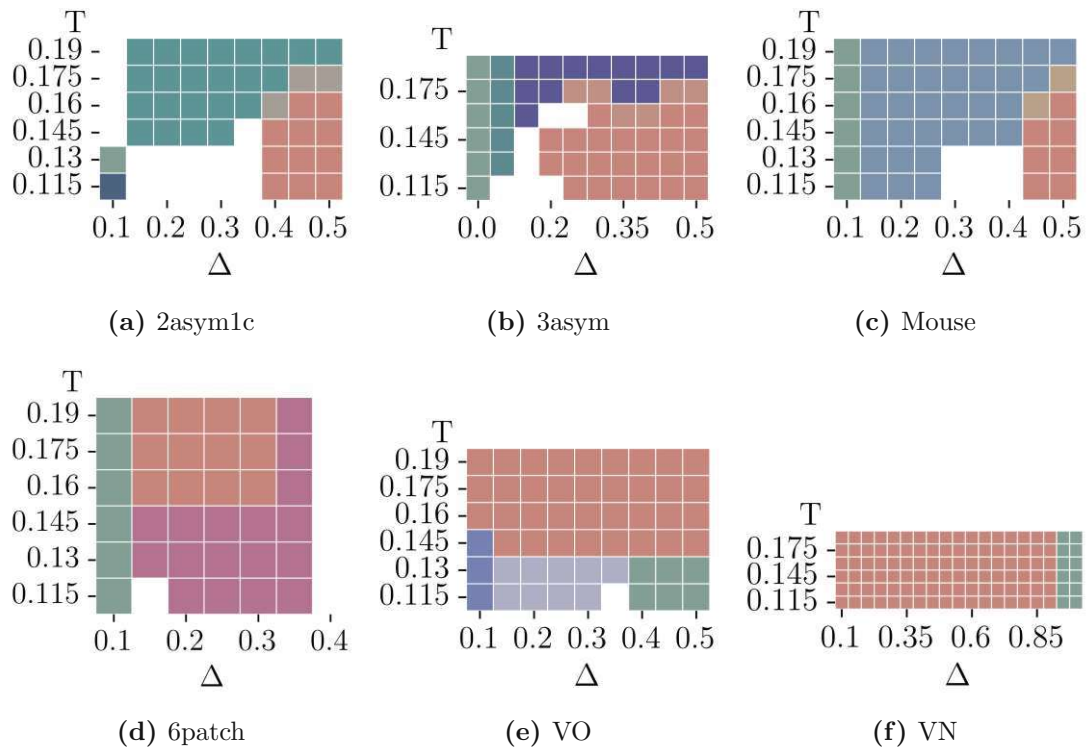 T
0.19
0.175
0.16
0.145
0.13
0.115
0.1 0.2 0.3 0.4 0.5
Δ
(a) 2asym1c
T
0.175
0.145
0.115
0.0 0.2 0.35 0.5
Δ
(b) 3asym
T
0.19
0.175
0.16
0.145
0.13
0.115
0.1 0.2 0.3 0.4 0.5
Δ
(c) Mouse
T
0.19
0.175
0.16
0.145
0.13
0.115
0.1 0.2 0.3 0.4
Δ
(d) 6patch
T
0.19
0.175
0.16
0.145
0.13
0.115
0.1 0.2 0.3 0.4 0.5
Δ
(e) VO
T
0.175
0.145
0.115
0.1 0.35 0.6 0.85
Δ
(f) VN